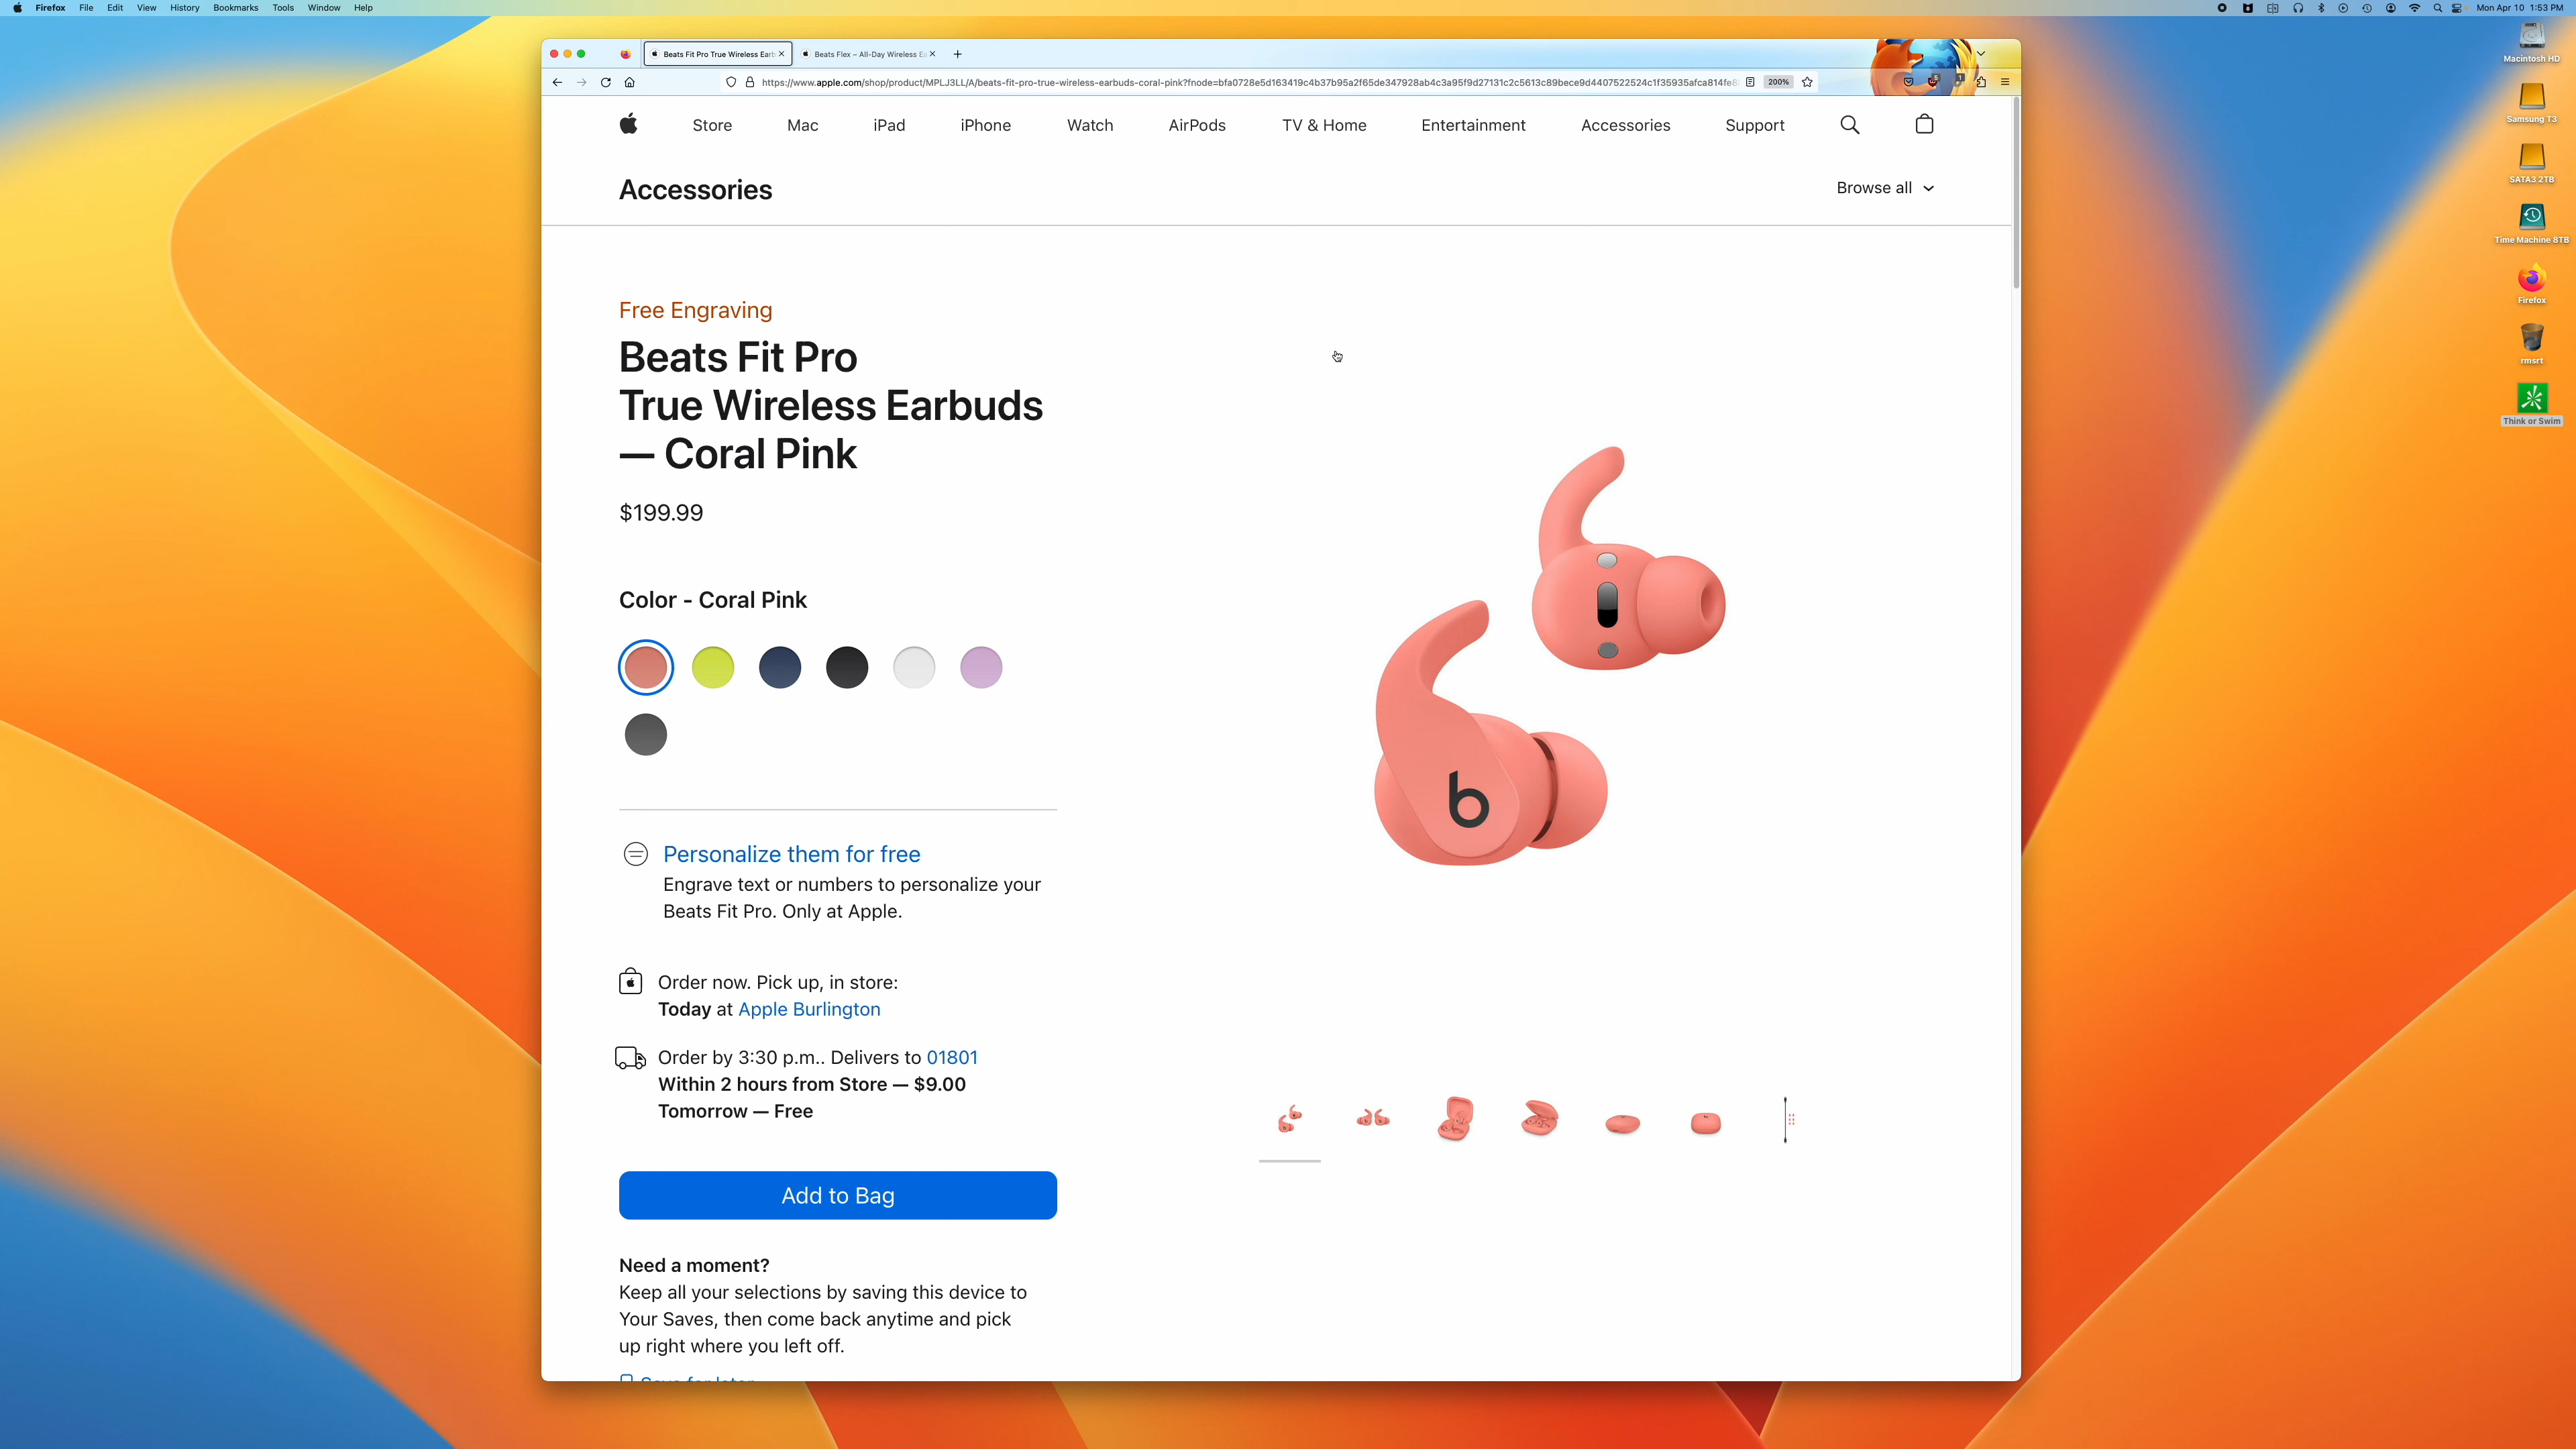 Firefox File Edit View History Bookmarks Tools Window Help
Mon Apr 10 1:53 PM
Beats Fit Pro True Wireless Earb
Beats Flex – All-Day Wireless Ea
https://www.apple.com/shop/product/MPLJ3LL/A/beats-fit-pro-true-wireless-earbuds-coral-pink?fnode=bfa0728e5d163419c4b37b95a2f65de347928ab4c3a95f9d27131c2c5613c89bece9d4407522524c1f35935afca814fe8
200%
Store Mac iPad iPhone Watch AirPods TV & Home Entertainment Accessories Support
Accessories
Browse all
Free Engraving
Beats Fit Pro
True Wireless Earbuds
— Coral Pink
$199.99
Color - Coral Pink
Personalize them for free
Engrave text or numbers to personalize your
Beats Fit Pro. Only at Apple.
Order now. Pick up, in store:
Today at Apple Burlington
Order by 3:30 p.m.. Delivers to 01801
Within 2 hours from Store — $9.00
Tomorrow — Free
Add to Bag
Need a moment?
Keep all your selections by saving this device to
Your Saves, then come back anytime and pick
up right where you left off.
b
Macintosh HD
Samsung T3
SATA3 2TB
Time Machine 8TB
Firefox
rmsrt
Think or Swim